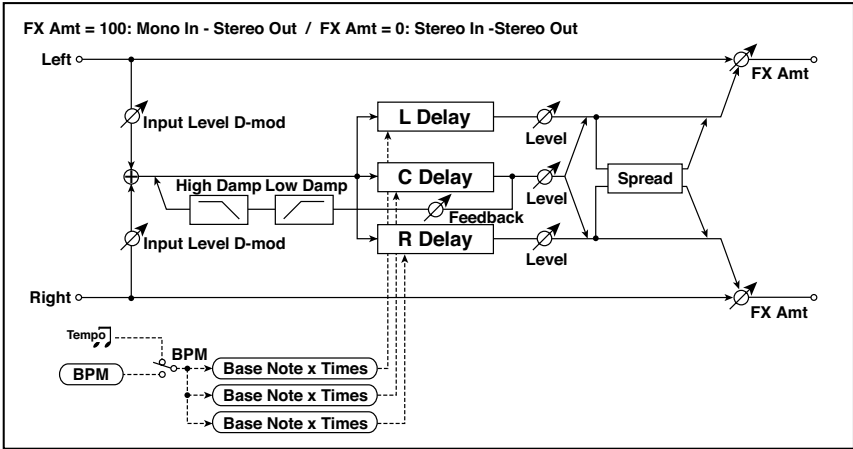 FX Amt = 100: Mono In - Stereo Out / FX Amt = 0: Stereo In -Stereo Out
Left
FX Amt
Input Level D-mod
L Delay
Level
High Damp
Low Damp
C Delay
Level
Spread
Feedback
Input Level D-mod
R Delay
Level
Right
FX Amt
Tempo
BPM
BPM
Base Note x Times
Base Note x Times
Base Note x Times